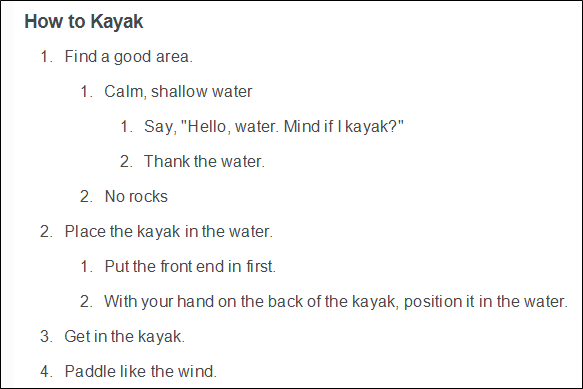 How to Kayak
1. Find a good area.
1. Calm, shallow water
1. Say, "Hello, water. Mind if I kayak?"
2. Thank the water.
2. No rocks
2. Place the kayak in the water.
1. Put the front end in first.
2. With your hand on the back of the kayak, position it in the water.
3. Get in the kayak.
4. Paddle like the wind.